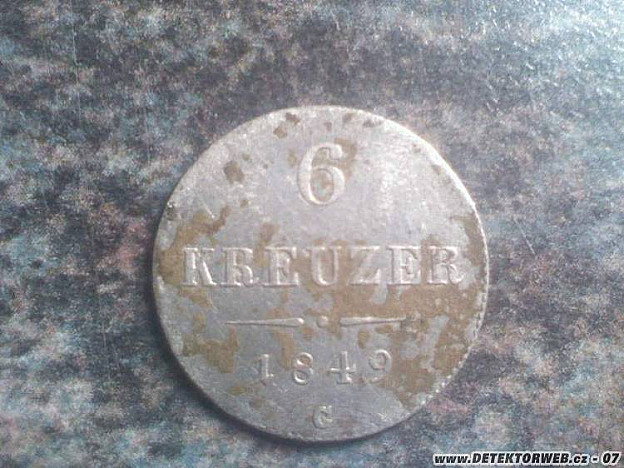 6
KREUZER
1849
C
www.DETEKTORWEB.cz - 07